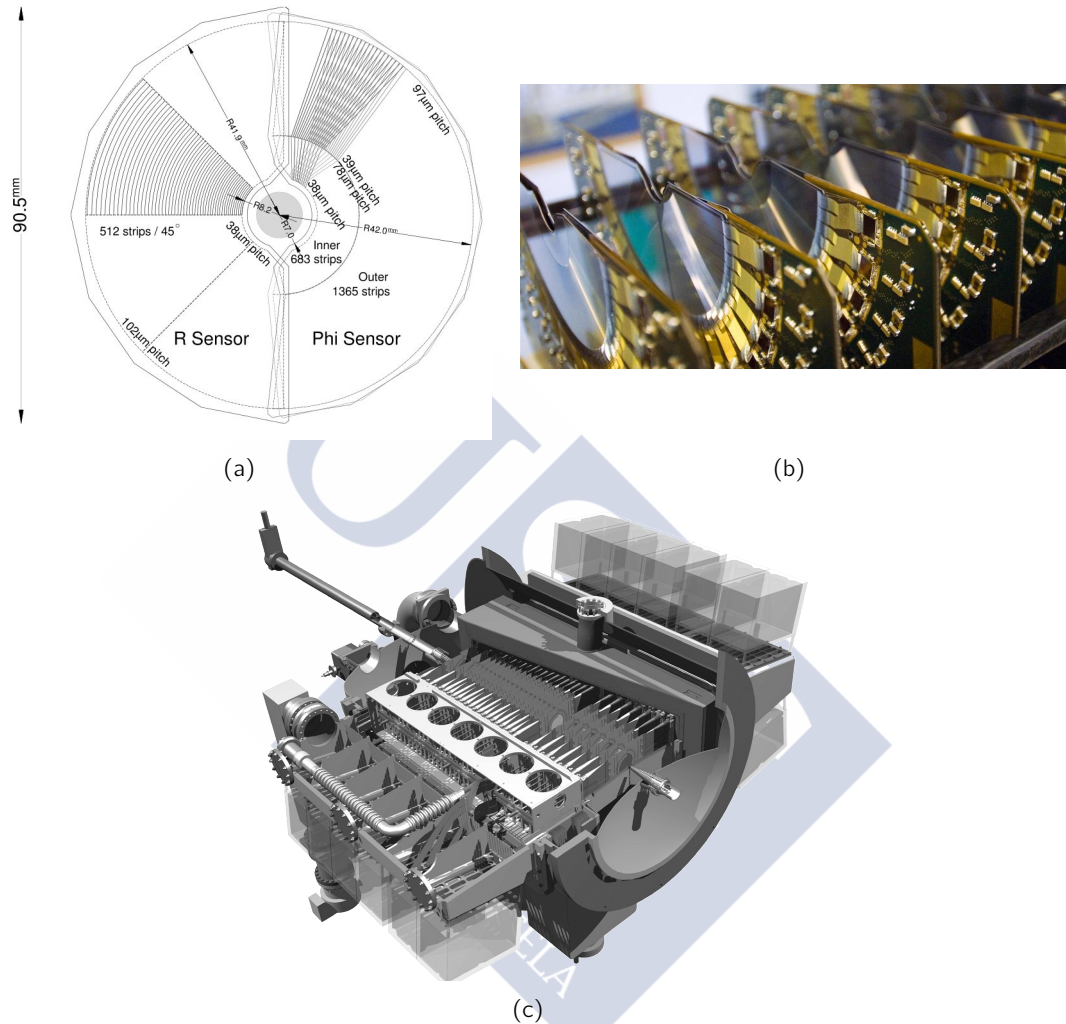 90.5mm
R41.9mm
97µm pitch
39µm pitch
78µm pitch
38µm pitch
R8.2
R7.0
R42.0mm
512 strips / 45°
38µm pitch
Inner
683 strips
Outer
1365 strips
102µm pitch
R Sensor
Phi Sensor
(a)
(b)
U
ELA
(c)